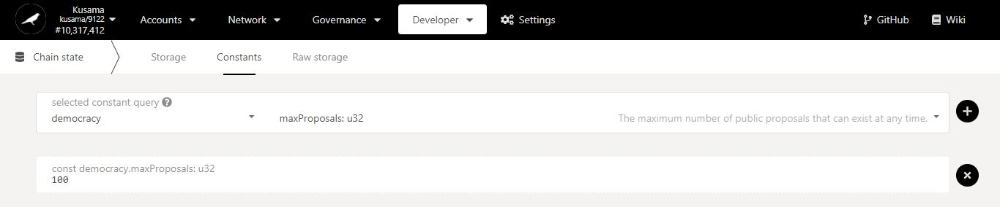 Kusama
kusama/9122
#10,317,412
Accounts
Network
Governance
Developer
Settings
GitHub
Wiki
Chain state
Storage
Constants
Raw storage
selected constant query ?
democracy
maxProposals: u32
The maximum number of public proposals that can exist at any time.
const democracy.maxProposals: u32
100